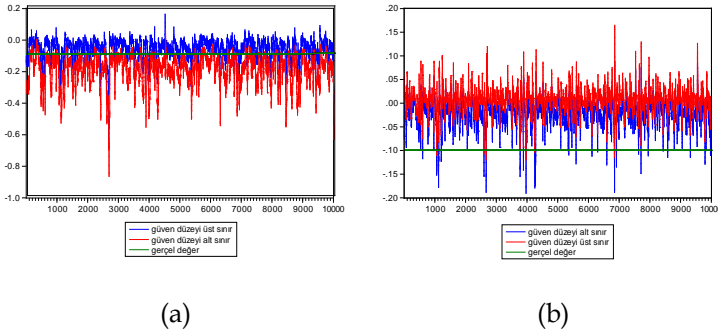 0.2
0.0
-0.2
-0.4
-0.6
-0.8
-1.0
1000 2000 3000 4000 5000 6000 7000 8000 9000 10000
güven düzeyi üst sınır
güven düzeyi alt sınır
gerçel değer
(a)
.20
.15
.10
.05
.00
.05
.10
.15
-.20
1000 2000 3000 4000 5000 6000 7000 8000 9000 10000
güven düzeyi alt sınır
güven düzeyi üst sınır
gerçel değer
(b)